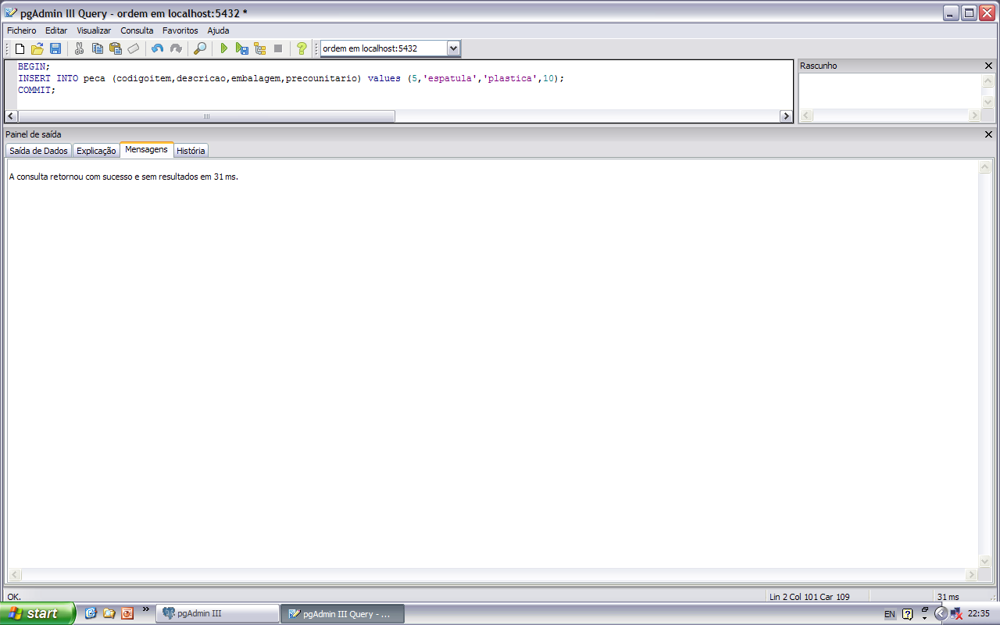 pgAdmin III Query - ordem em localhost:5432 *
Ficheiro Editar Visualizar Consulta Favoritos Ajuda
ordem em localhost:5432
BEGIN;
INSERT INTO peca (codigoitem,descricao,embalagem,precounitario) values (5,'espatula','plastica',10);
COMMIT;
Rascunho
Painel de saída
Saída de Dados Explicação Mensagens História
A consulta retornou com sucesso e sem resultados em 31 ms.
OK. Lin 2 Col 101 Car 109 31 ms
start pgAdmin III pgAdmin III Query - ... EN 22:35